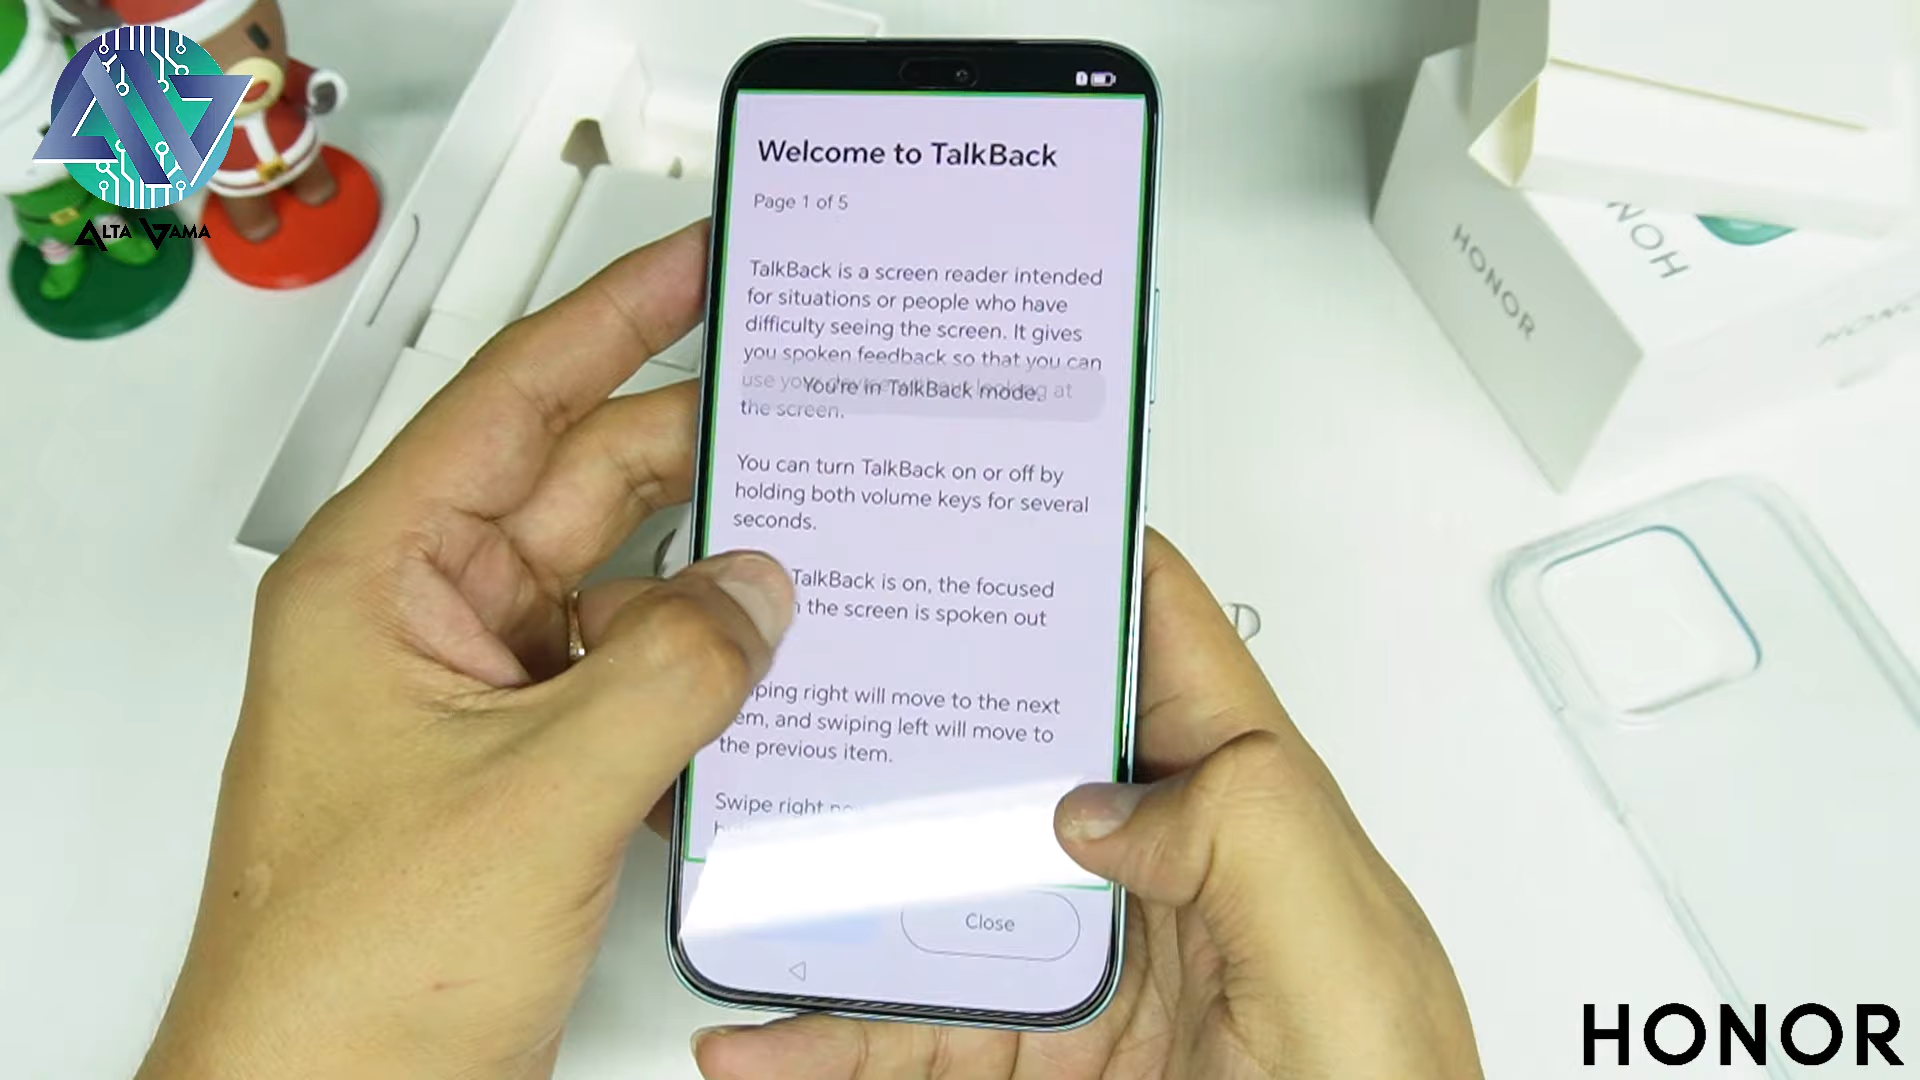 ALTA GAMA
Welcome to TalkBack
Page 1 of 5
TalkBack is a screen reader intended
for situations or people who have
difficulty seeing the screen. It gives
you spoken feedback so that you can
use
You're in TalkBack mode.
at
the screen.
You can turn TalkBack on or off by
holding both volume keys for several
seconds.
TalkBack is on, the focused
the screen is spoken out
ping right will move to the next
em, and swiping left will move to
the previous item.
Swipe right
Close
HONOR
HONOR
HONOR